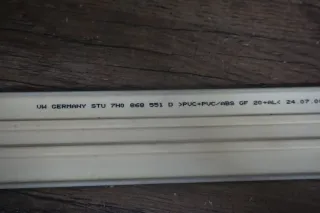 VW GERMANY STU 7H0 868 551 D >PVC+PVC/ABS GF 20+AL< 24.07.0